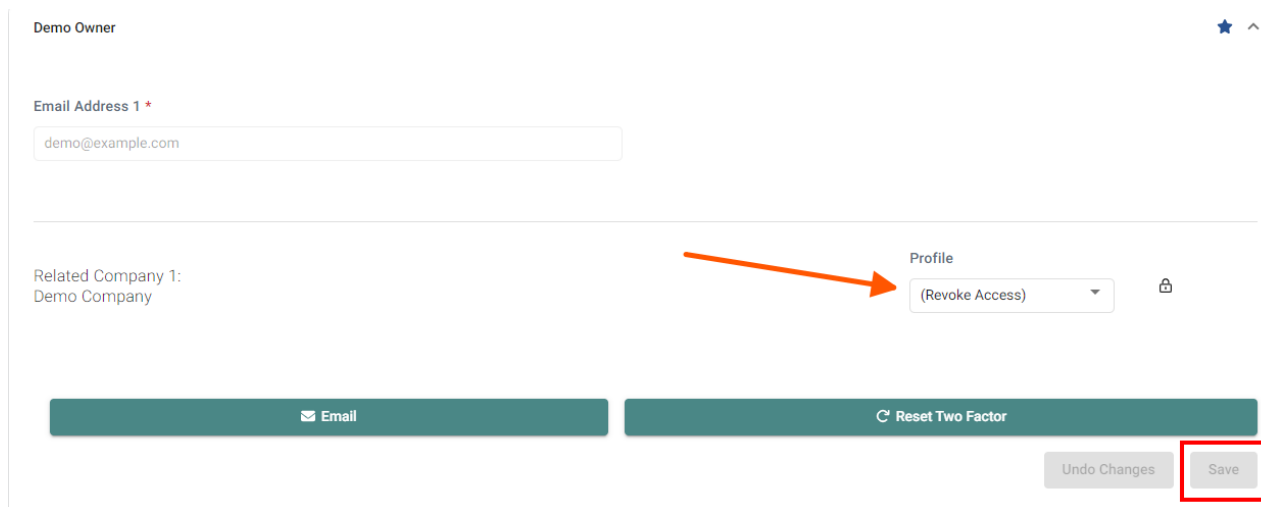 Demo Owner
Email Address 1 *
demo@example.com
Related Company 1:
Demo Company
Profile
(Revoke Access)
Email
Reset Two Factor
Undo Changes
Save